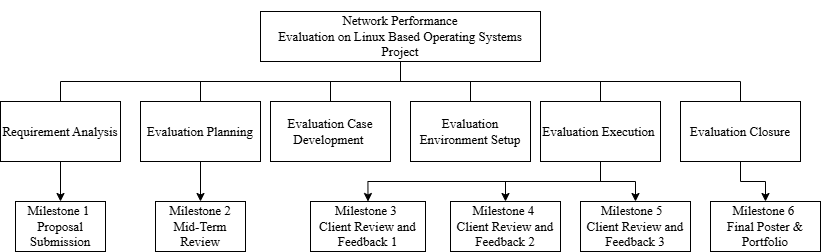 Network Performance
Evaluation on Linux Based Operating Systems
Project
Requirement Analysis
Evaluation Planning
Evaluation Case
Development
Evaluation
Environment Setup
Evaluation Execution
Evaluation Closure
Milestone 1
Proposal
Submission
Milestone 2
Mid-Term
Review
Milestone 3
Client Review and
Feedback 1
Milestone 4
Client Review and
Feedback 2
Milestone 5
Client Review and
Feedback 3
Milestone 6
Final Poster &
Portfolio